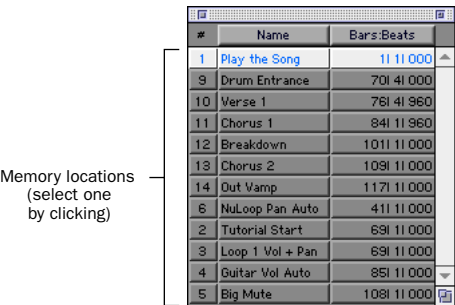 # Name Bars:Beats
1 Play the Song 1| 1| 000
9 Drum Entrance 70| 4| 000
10 Verse 1 76| 4| 960
11 Chorus 1 84| 1| 960
12 Breakdown 101| 1| 000
13 Chorus 2 109| 1| 000
14 Out Vamp 117| 1| 000
6 NuLoop Pan Auto 41| 1| 000
2 Tutorial Start 69| 1| 000
3 Loop 1 Vol + Pan 69| 1| 000
4 Guitar Vol Auto 85| 1| 000
5 Big Mute 108| 1| 000
Memory locations
(select one
by clicking)